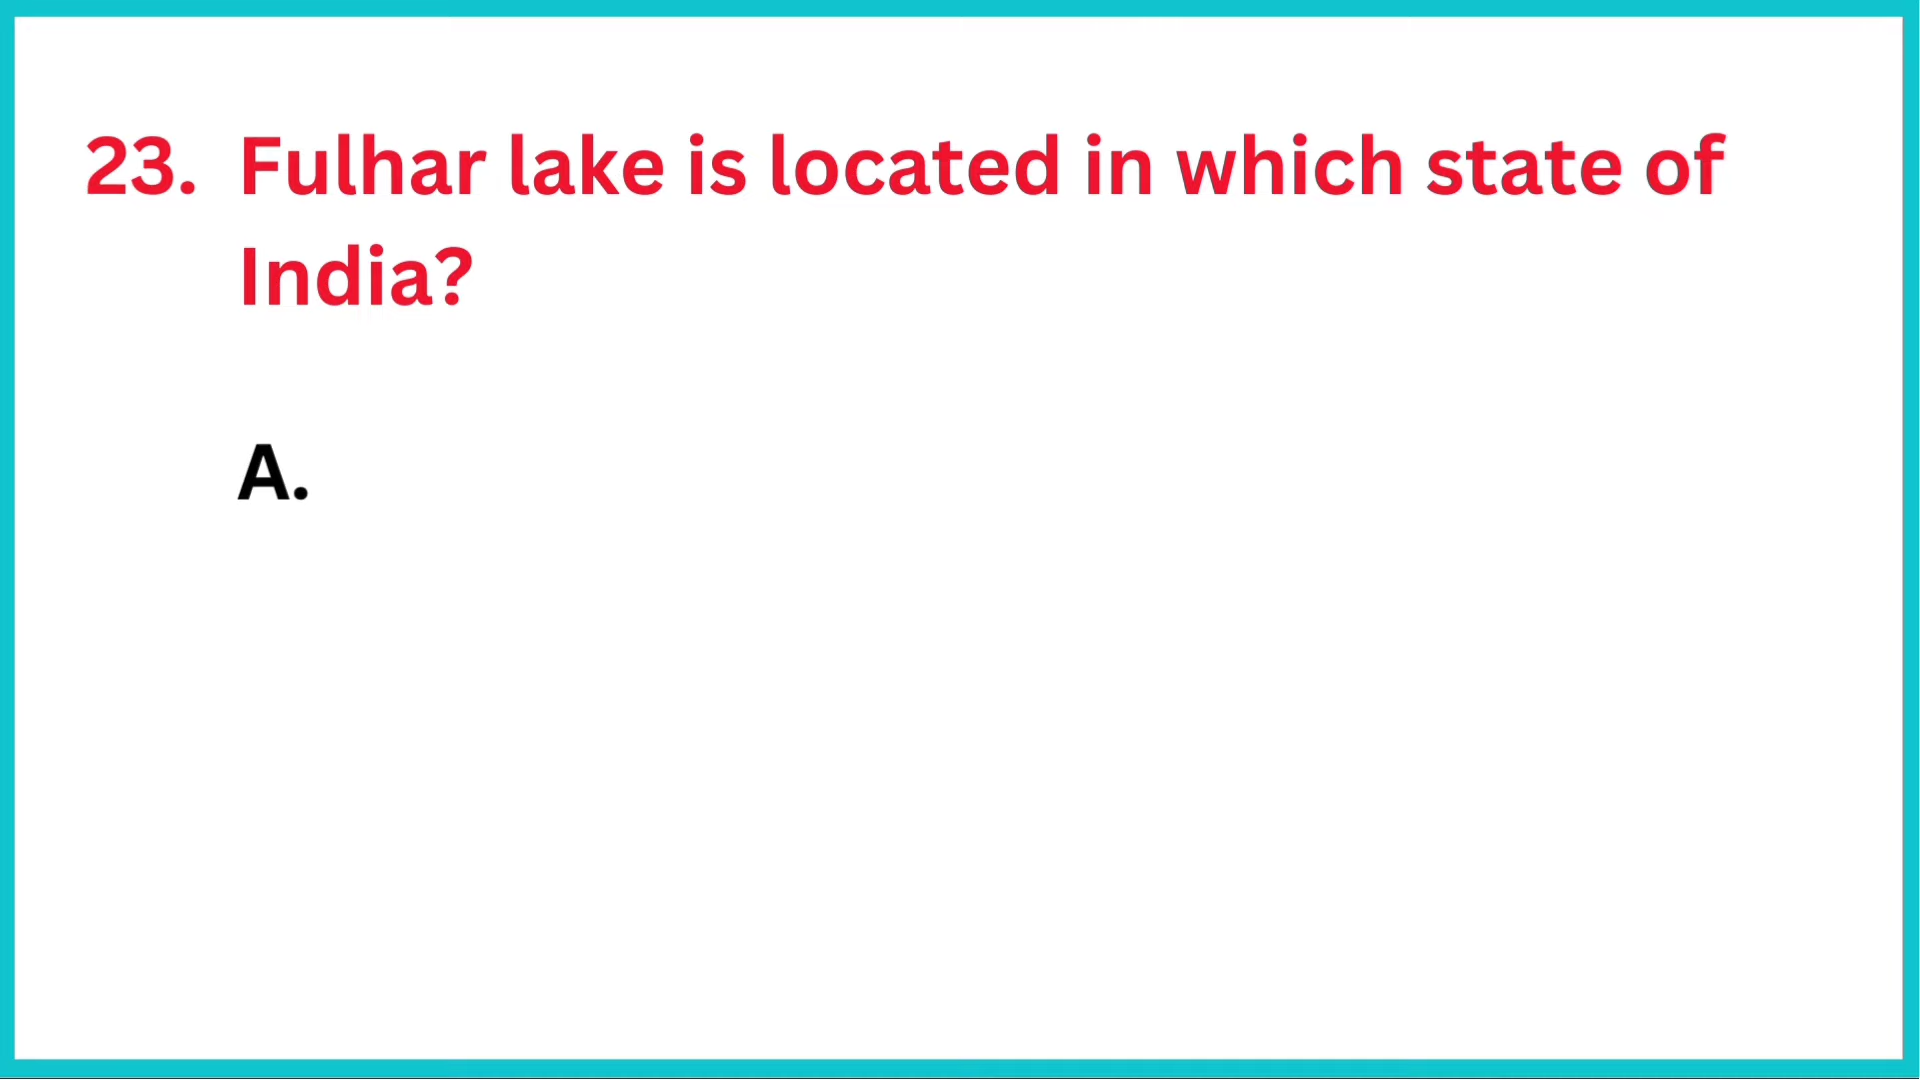 23. Fulhar lake is located in which state of
India?
A.